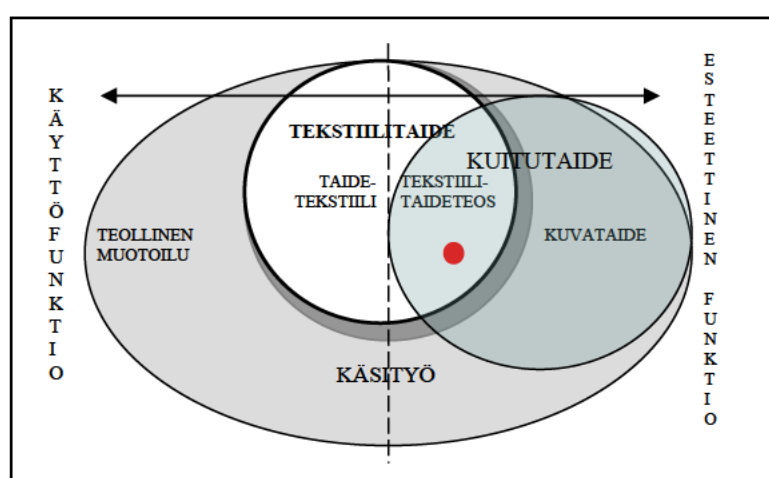 KÄYTTÖFUNKTIO
ESTEETTINEN FUNKTIO
TEKSTIILITAIDE
KUITUTAIDE
TAIDE-
TEKSTIILI
TEKSTIILI-
TAIDETEOS
TEOLLINEN
MUOTOILU
KUVATAIDE
KÄSITYÖ